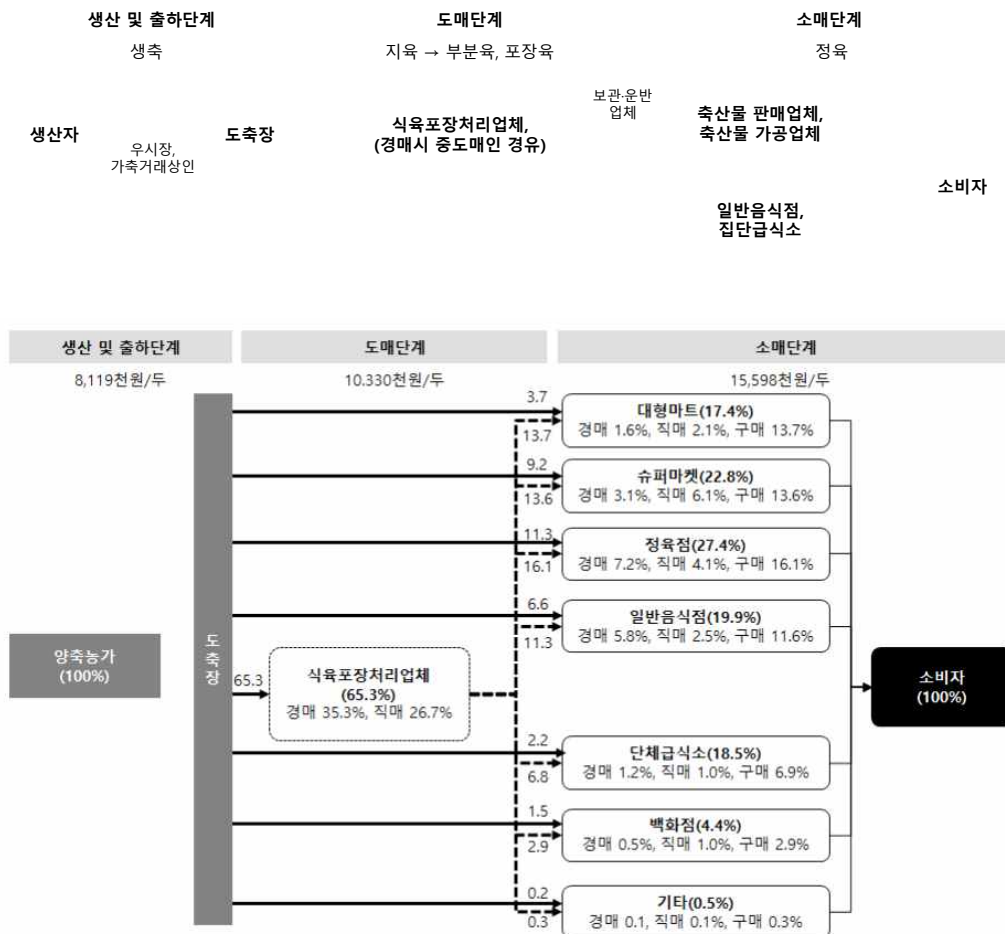 생산 및 출하단계 도매단계 소매단계
생축 지육 → 부분육, 포장육 정육
보관·운반
업체
생산자
우시장,
가축거래상인
도축장
식육포장처리업체,
(경매시 중도매인 경유)
축산물 판매업체,
축산물 가공업체
일반음식점,
집단급식소
소비자
생산 및 출하단계 도매단계 소매단계
8,119천원/두 10.330천원/두 15,598천원/두
양축농가
(100%)
도축장
65.3
식육포장처리업체
(65.3%)
경매 35.3%, 직매 26.7%
3.7
13.7
대형마트(17.4%)
경매 1.6%, 직매 2.1%, 구매 13.7%
9.2
13.6
슈퍼마켓(22.8%)
경매 3.1%, 직매 6.1%, 구매 13.6%
11.3
16.1
정육점(27.4%)
경매 7.2%, 직매 4.1%, 구매 16.1%
6.6
11.3
일반음식점(19.9%)
경매 5.8%, 직매 2.5%, 구매 11.6%
2.2
6.8
단체급식소(18.5%)
경매 1.2%, 직매 1.0%, 구매 6.9%
1.5
2.9
백화점(4.4%)
경매 0.5%, 직매 1.0%, 구매 2.9%
0.2
0.3
기타(0.5%)
경매 0.1, 직매 0.1%, 구매 0.3%
소비자
(100%)